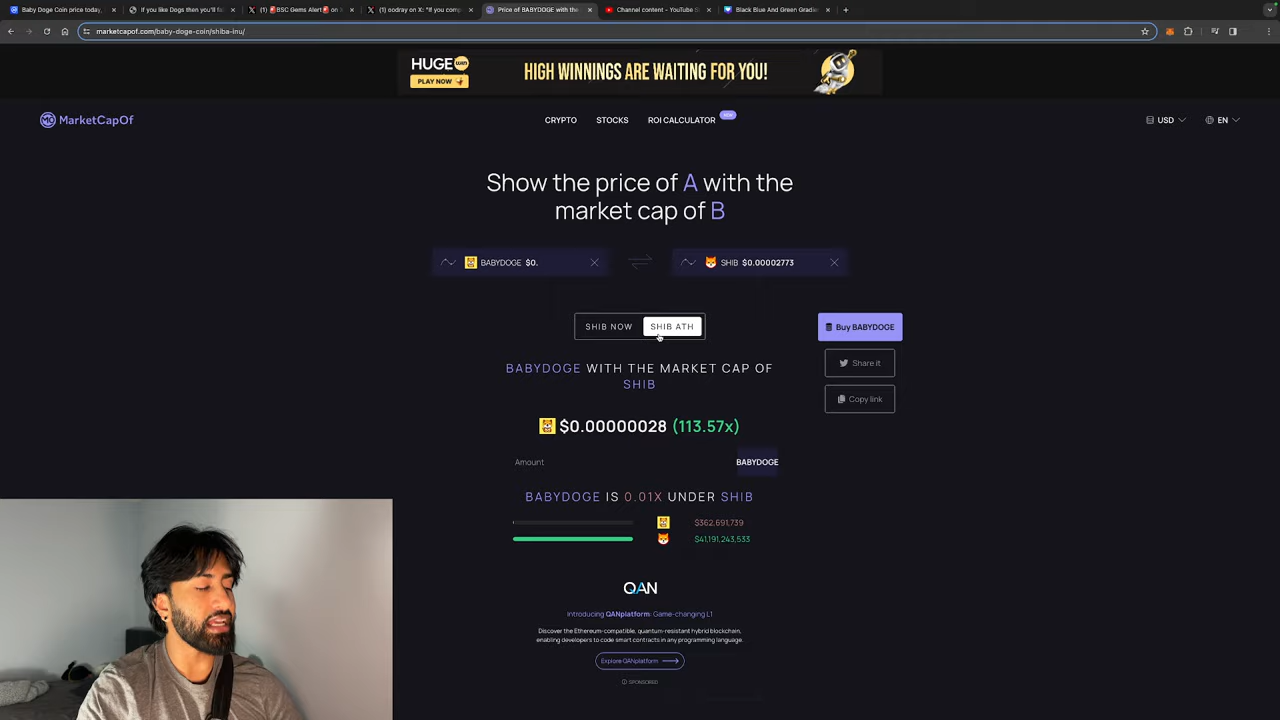 Baby Doge Coin price today,
If you like Dogs then you'll fa
🚨BSC Gems Alert🚨 on X
oodray on X: "If you comp
Price of BABYDOGE with the
Channel content - YouTube S
Black Blue And Green Gradie
marketcapof.com/baby-doge-coin/shiba-inu/
HUGE win
PLAY NOW
HIGH WINNINGS ARE WAITING FOR YOU!
MarketCapOf
CRYPTO
STOCKS
ROI CALCULATOR
NEW
USD
EN
Show the price of A with the
market cap of B
BABYDOGE $0.
SHIB $0.00002773
SHIB NOW
SHIB ATH
Buy BABYDOGE
Share it
Copy link
BABYDOGE WITH THE MARKET CAP OF
SHIB
$0.00000028 (113.57x)
Amount
BABYDOGE
BABYDOGE IS 0.01X UNDER SHIB
$362,691,739
$41,191,243,533
QAN
Introducing QANplatform: Game-changing L1
Discover the Ethereum-compatible, quantum-resistant hybrid blockchain,
enabling developers to code smart contracts in any programming language.
Explore QANplatform
SPONSORED